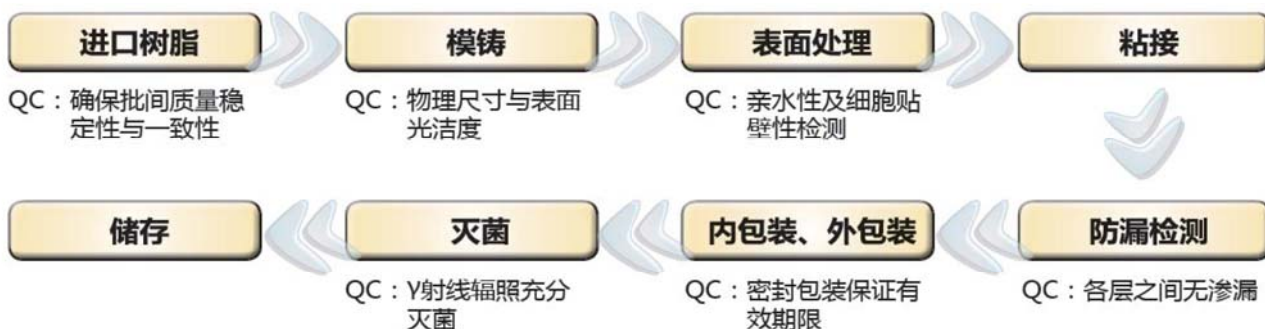 进口树脂
QC：确保批间质量稳
定性与一致性
模铸
QC：物理尺寸与表面
光洁度
表面处理
QC：亲水性及细胞贴
壁性检测
粘接
防漏检测
QC：各层之间无渗漏
内包装、外包装
QC：密封包装保证有
效期限
灭菌
QC：γ射线辐照充分
灭菌
储存